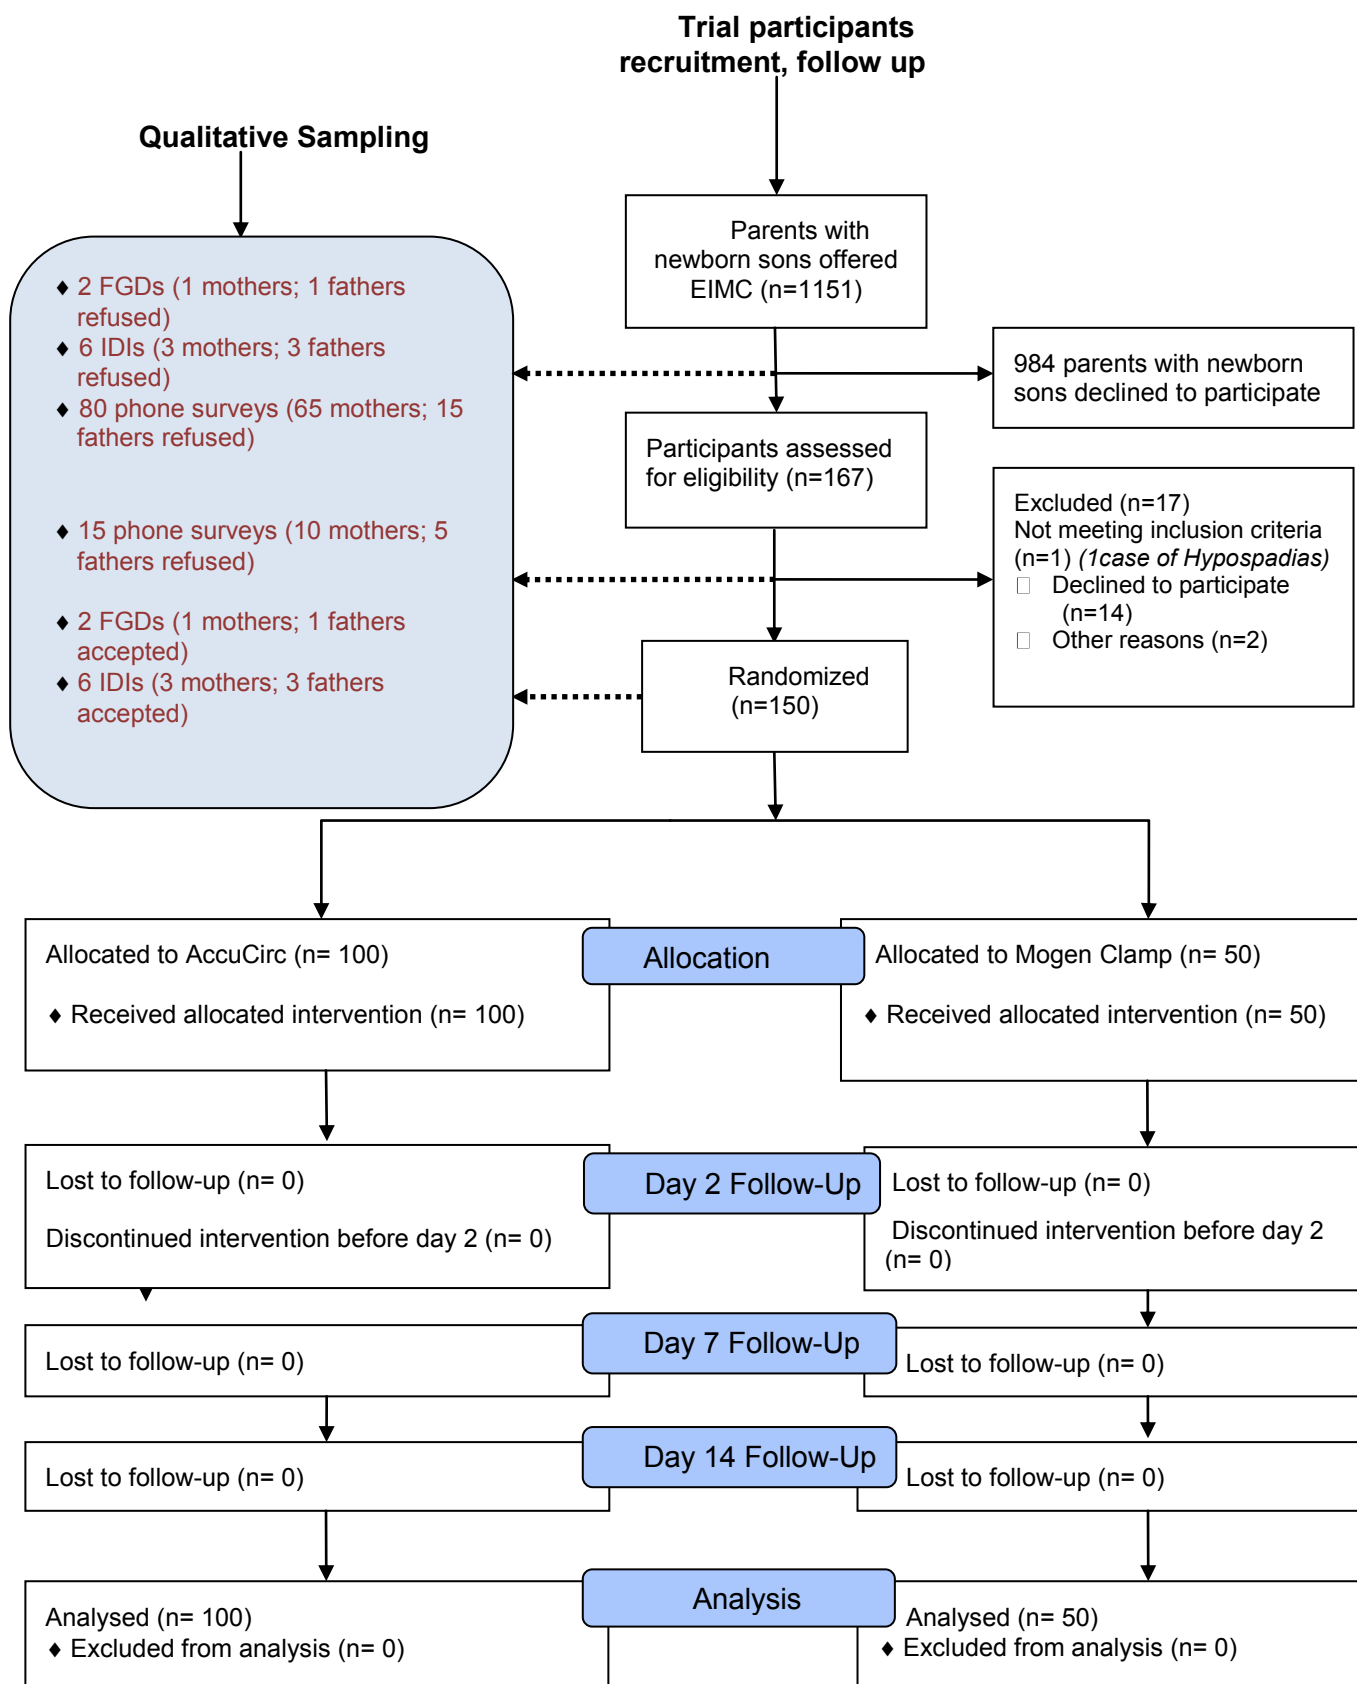 Trial participants
recruitment, follow up
Qualitative Sampling
♦ 2 FGDs (1 mothers; 1 fathers
refused)
♦ 6 IDIs (3 mothers; 3 fathers
refused)
♦ 80 phone surveys (65 mothers; 15
fathers refused)
♦ 15 phone surveys (10 mothers; 5
fathers refused)
♦ 2 FGDs (1 mothers; 1 fathers
accepted)
♦ 6 IDIs (3 mothers; 3 fathers
accepted)
Parents with
newborn sons offered
EIMC (n=1151)
984 parents with newborn
sons declined to participate
Participants assessed
for eligibility (n=167)
Excluded (n=17)
Not meeting inclusion criteria
(n=1) (1case of Hypospadias)
□ Declined to participate
(n=14)
□ Other reasons (n=2)
Randomized
(n=150)
Allocation
Allocated to AccuCirc (n= 100)
♦ Received allocated intervention (n= 100)
Allocated to Mogen Clamp (n= 50)
♦ Received allocated intervention (n= 50)
Day 2 Follow-Up
Lost to follow-up (n= 0)
Discontinued intervention before day 2 (n= 0)
Lost to follow-up (n= 0)
Discontinued intervention before day 2
(n= 0)
Day 7 Follow-Up
Lost to follow-up (n= 0)
Lost to follow-up (n= 0)
Day 14 Follow-Up
Lost to follow-up (n= 0)
Lost to follow-up (n= 0)
Analysis
Analysed (n= 100)
♦ Excluded from analysis (n= 0)
Analysed (n= 50)
♦ Excluded from analysis (n= 0)